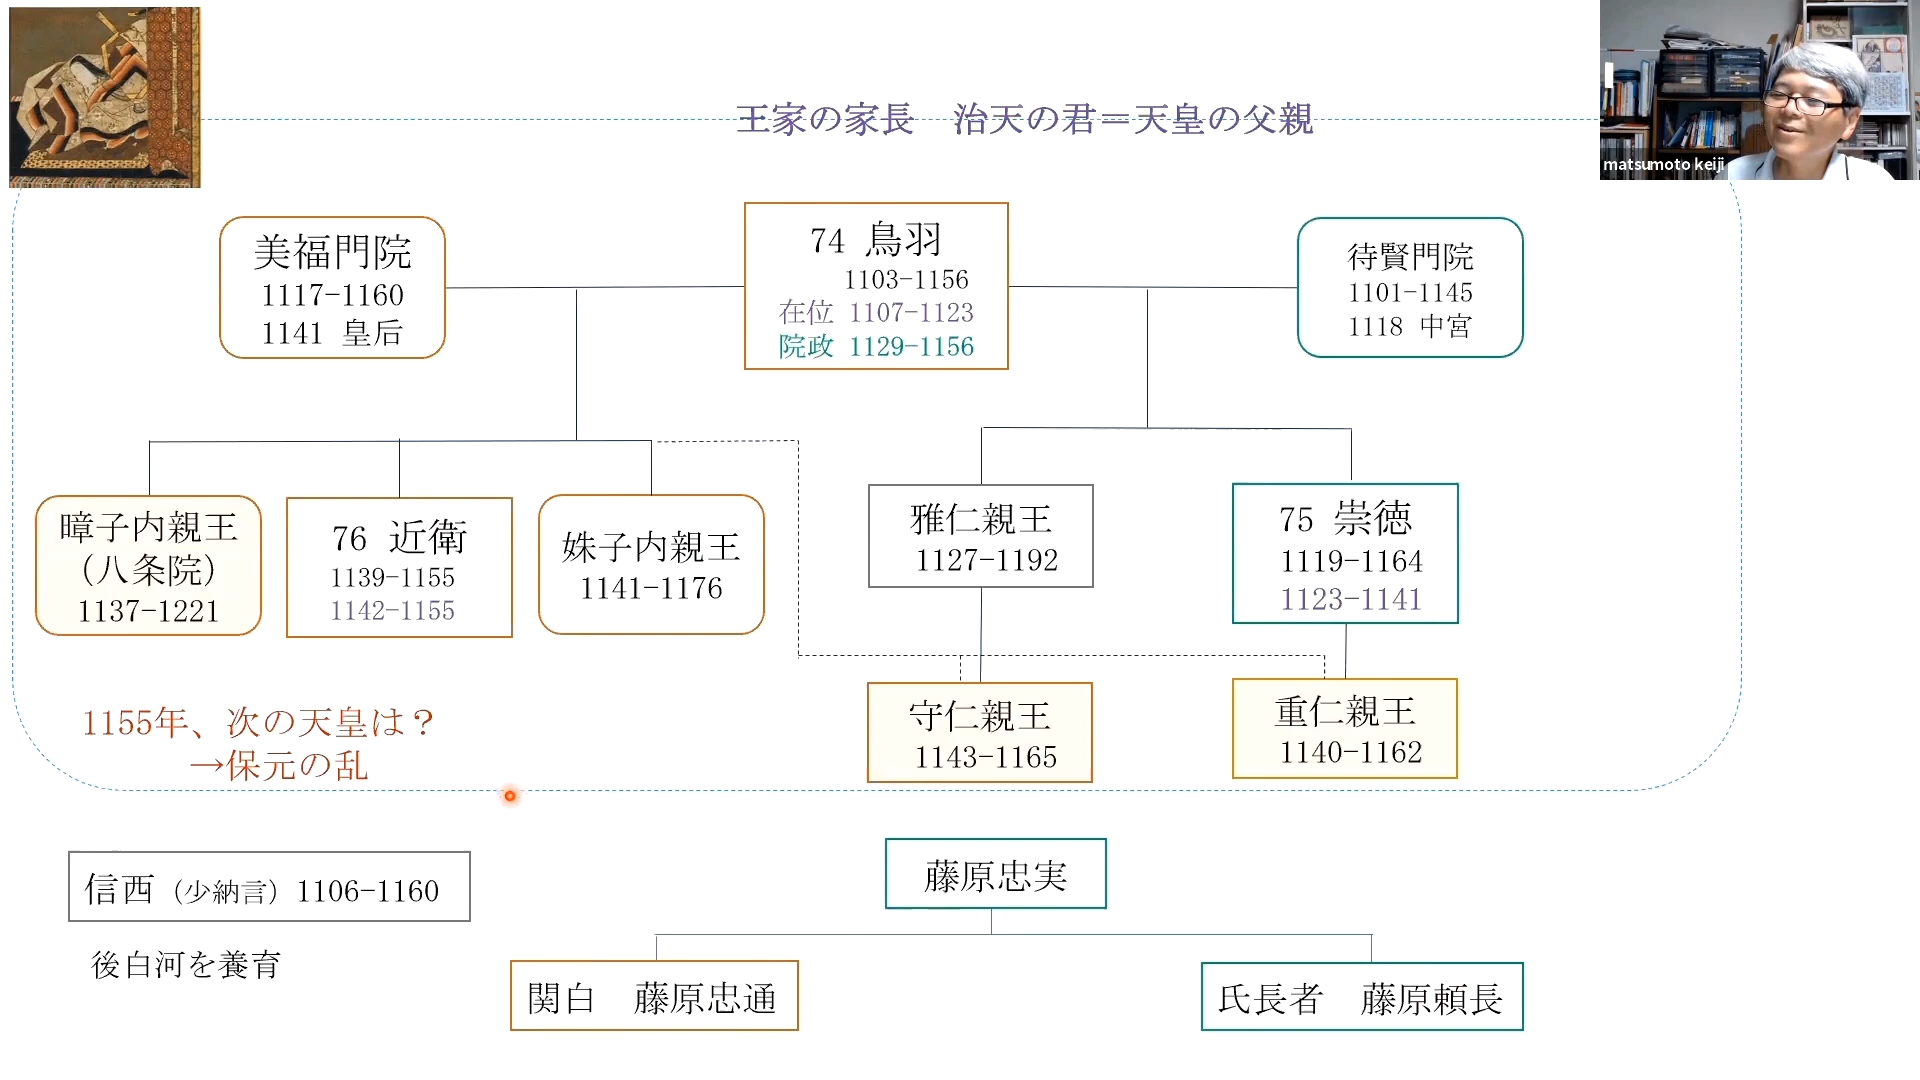 王家の家長　治天の君＝天皇の父親
matsumoto keiji
美福門院
1117−1160
1141 皇后
74 鳥羽
1103−1156
在位 1107−1123
院政 1129−1156
待賢門院
1101−1145
1118 中宮
暲子内親王
（八条院）
1137−1221
76 近衛
1139−1155
1142−1155
姝子内親王
1141−1176
雅仁親王
1127−1192
75 崇徳
1119−1164
1123−1141
守仁親王
1143−1165
重仁親王
1140−1162
1155年、次の天皇は？
→保元の乱
信西（少納言）1106−1160
後白河を養育
藤原忠実
関白　藤原忠通
氏長者　藤原頼長